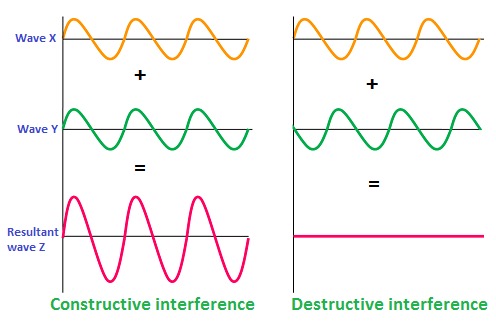 Wave X
+
+
Wave Y
=
=
Resultant
wave Z
Constructive interference
Destructive interference